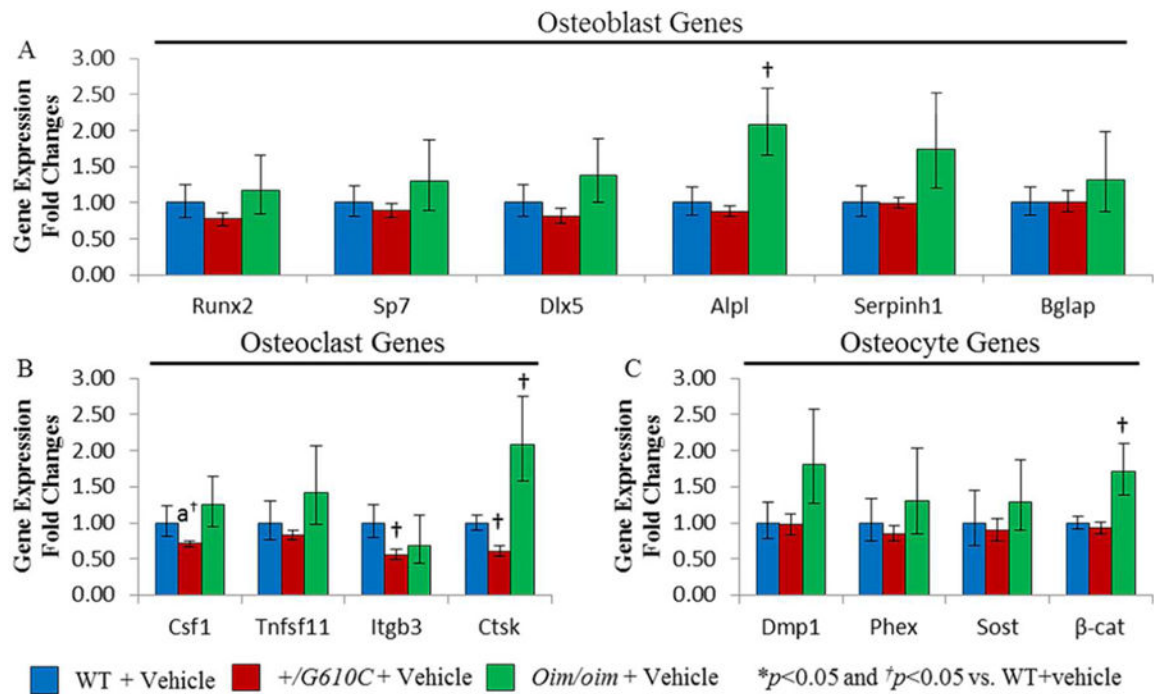 A
Osteoblast Genes
Gene Expression
Fold Changes
3.00
2.50
2.00
1.50
1.00
0.50
0.00
†
Runx2 Sp7 Dlx5 Alpl Serpinh1 Bglap
B
Osteoclast Genes
Gene Expression
Fold Changes
3.00
2.50
2.00
1.50
1.00
0.50
0.00
a†
†
†
†
Csf1 Tnfsf11 Itgb3 Ctsk
C
Osteocyte Genes
Gene Expression
Fold Changes
3.00
2.50
2.00
1.50
1.00
0.50
0.00
†
Dmp1 Phex Sost β-cat
WT + Vehicle +/G610C + Vehicle Oim/oim + Vehicle *p<0.05 and †p<0.05 vs. WT+vehicle